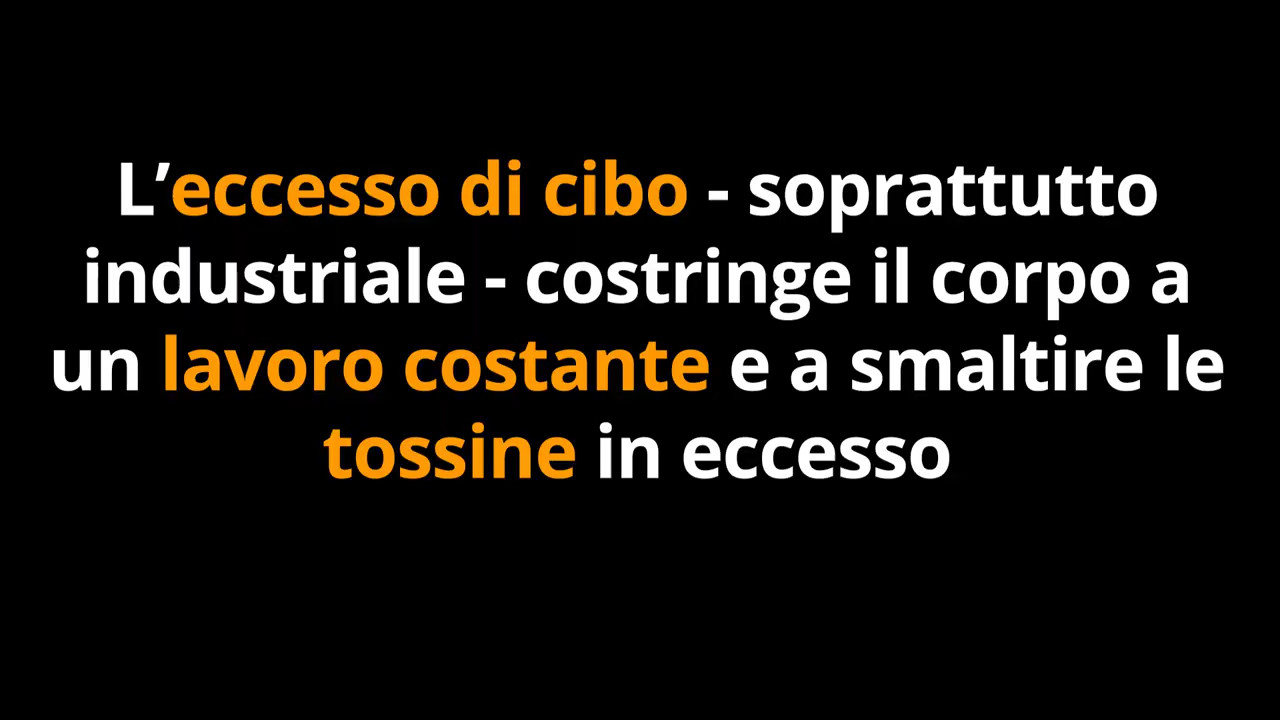 L’eccesso di cibo - soprattutto
industriale - costringe il corpo a
un lavoro costante e a smaltire le
tossine in eccesso